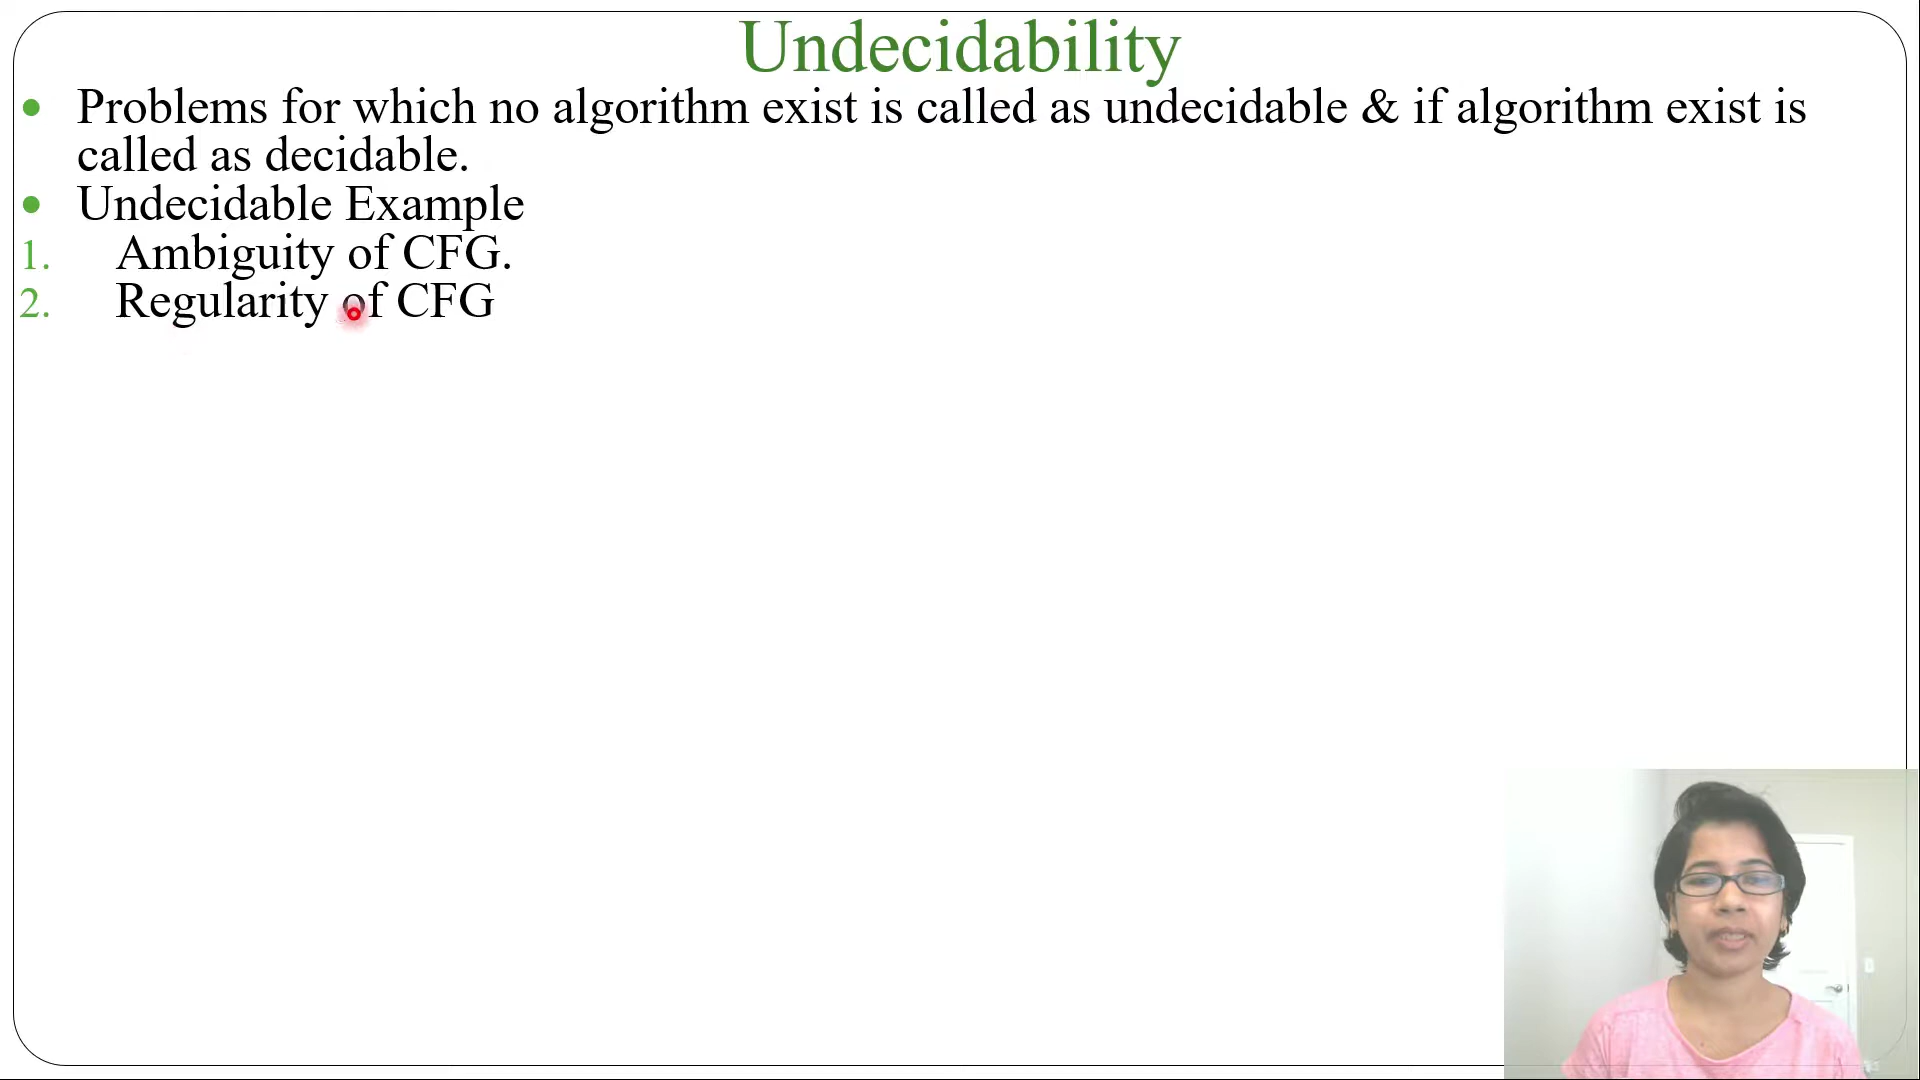 Undecidability
• Problems for which no algorithm exist is called as undecidable & if algorithm exist is
called as decidable.
• Undecidable Example
1. Ambiguity of CFG.
2. Regularity of CFG